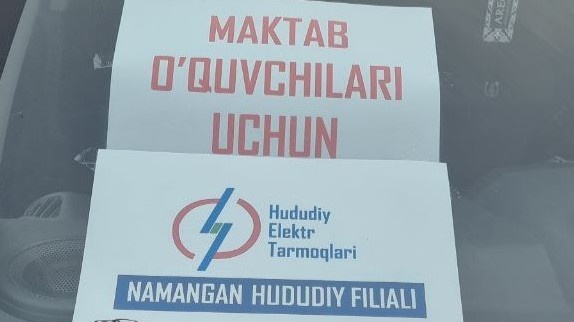 MAKTAB
O'QUVCHILARI
UCHUN
Hududiy
Elektr
Tarmoqlari
NAMANGAN HUDUDIY FILIALI